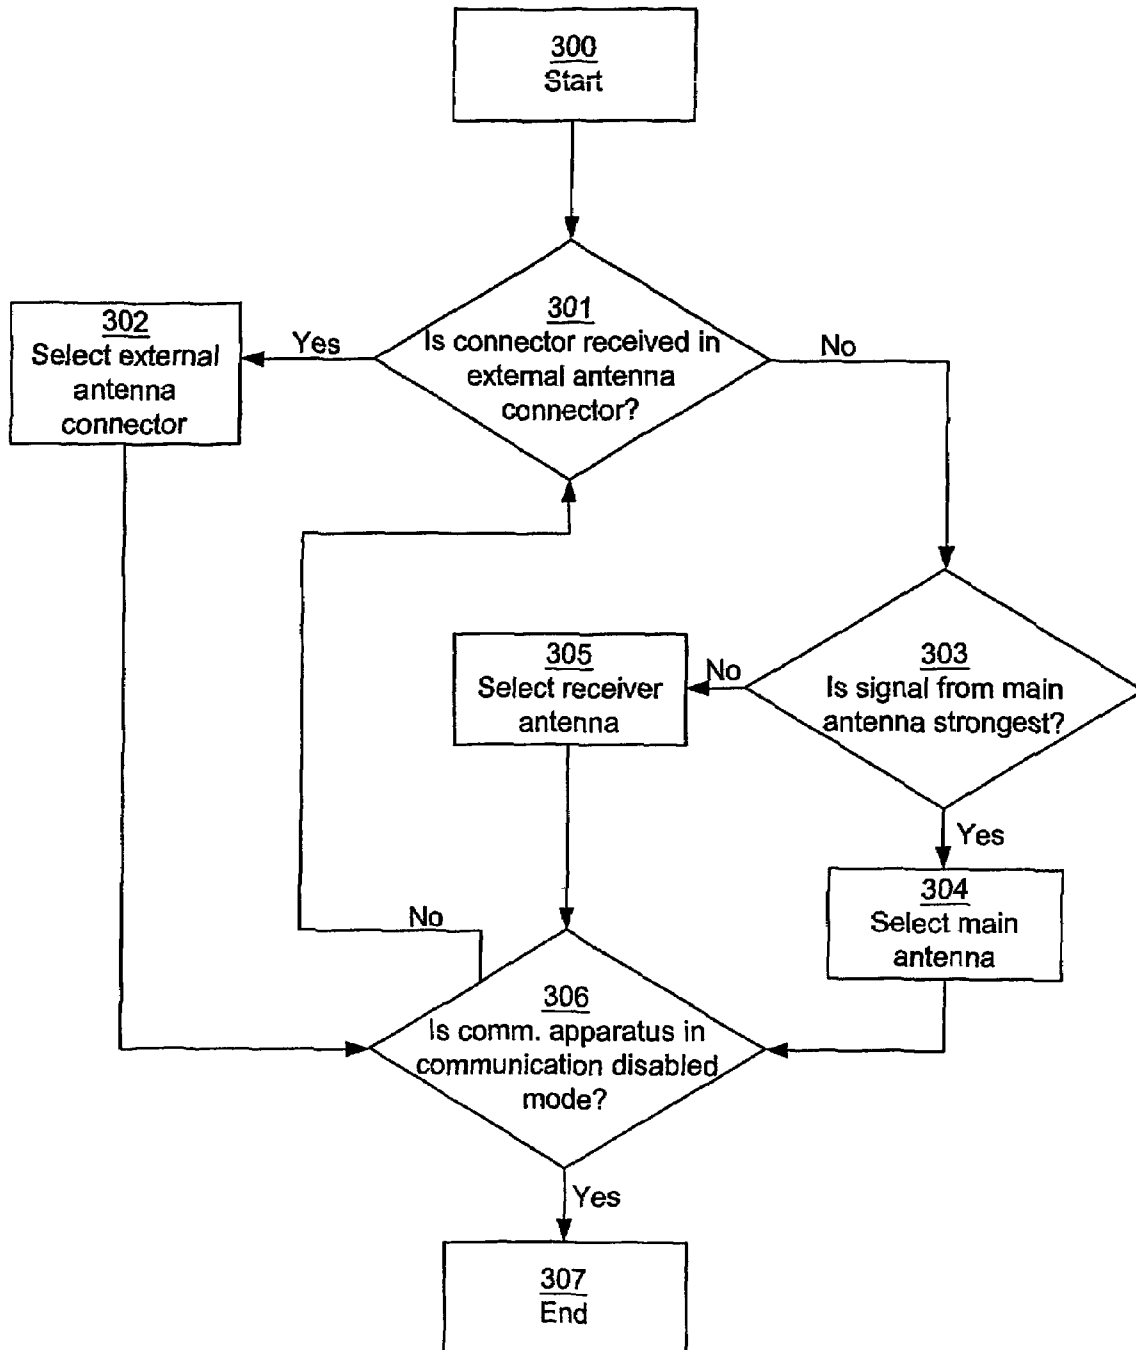 300
Start
301
Is connector received in
external antenna
connector?
Yes
No
302
Select external
antenna
connector
303
Is signal from main
antenna strongest?
No
Yes
305
Select receiver
antenna
304
Select main
antenna
No
306
Is comm. apparatus in
communication disabled
mode?
Yes
307
End